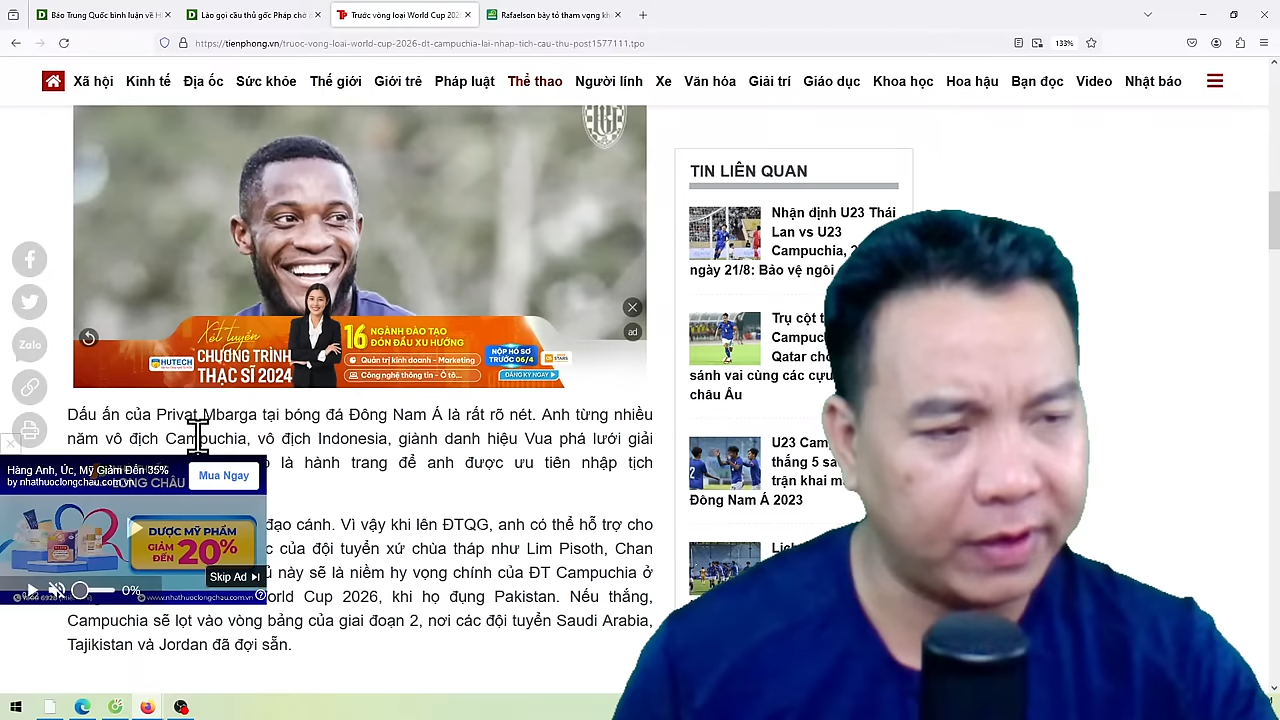 Báo Trung Quốc bình luận về H
Lào gọi cầu thủ gốc Pháp chờ
Trước vòng loại World Cup 202
Rafaelson bày tỏ tham vọng kh
https://tienphong.vn/truoc-vong-loai-world-cup-2026-dt-campuchia-lai-nhap-tich-cau-thu-post1577111.tpo
133%
Xã hội Kinh tế Địa ốc Sức khỏe Thế giới Giới trẻ Pháp luật Thể thao Người lính Xe Văn hóa Giải trí Giáo dục Khoa học Hoa hậu Bạn đọc Video Nhật báo
Xét tuyển
HUTECH
CHƯƠNG TRÌNH
THẠC SĨ 2024
16 NGÀNH ĐÀO TẠO
ĐÓN ĐẦU XU HƯỚNG
Quản trị kinh doanh - Marketing
Công nghệ thông tin - Ô tô...
NỘP HỒ SƠ
TRƯỚC 06/4
STARS
ĐĂNG KÝ NGAY
ad
Zalo
Dấu ấn của Privat Mbarga tại bóng đá Đông Nam Á là rất rõ nét. Anh từng nhiều
năm vô địch Campuchia, vô địch Indonesia, giành danh hiệu Vua phá lưới giải
là hành trang để anh được ưu tiên nhập tịch
đạo cánh. Vì vậy khi lên ĐTQG, anh có thể hỗ trợ cho
của đội tuyển xứ chùa tháp như Lim Pisoth, Chan
này sẽ là niềm hy vọng chính của ĐT Campuchia ở
orld Cup 2026, khi họ đụng Pakistan. Nếu thắng,
Campuchia sẽ lọt vào vòng bảng của giai đoạn 2, nơi các đội tuyển Saudi Arabia,
Tajikistan và Jordan đã đợi sẵn.
Hàng Anh, Úc, Mỹ Giảm Đến 35%
by nhathuoclongchau.com.vn
LONG CHÂU
Mua Ngay
DƯỢC MỸ PHẨM
GIẢM
ĐẾN 20%
Skip Ad
0%
www.nhathuoclongchau.com.vn
TIN LIÊN QUAN
Nhận định U23 Thái
Lan vs U23
Campuchia, 2
ngày 21/8: Bảo vệ ngôi
Trụ cột t
Campuc
Qatar ch
sánh vai cùng các cựu
châu Âu
U23 Cam
thắng 5 sa
trận khai m
Đông Nam Á 2023
Lịch